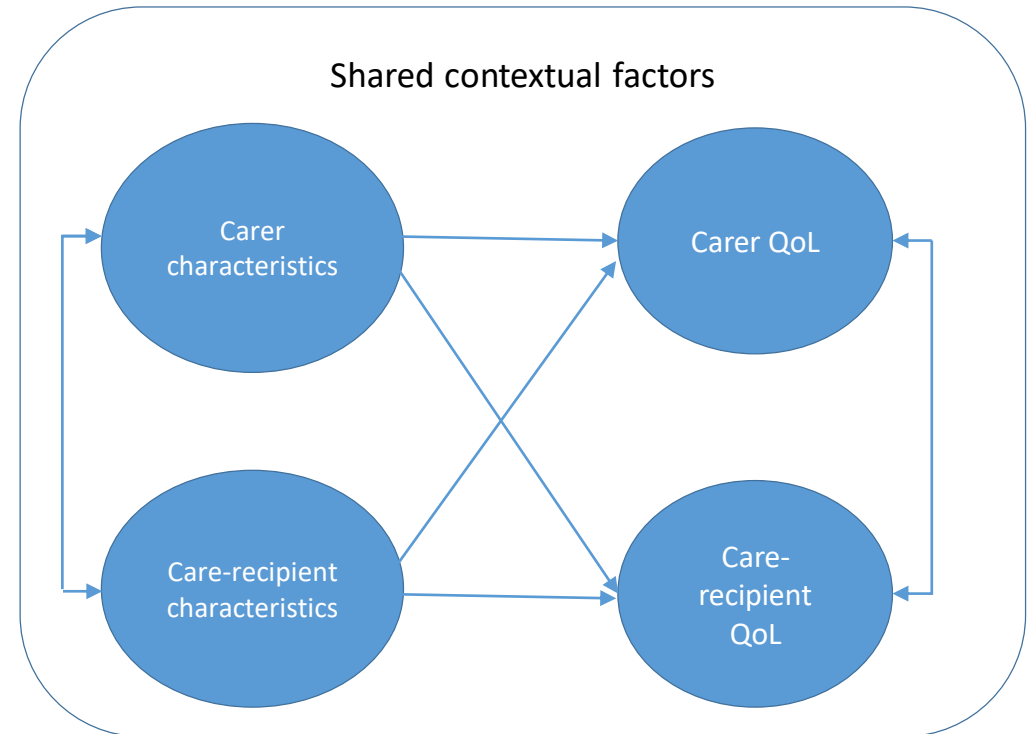 Shared contextual factors
Carer
characteristics
Carer QoL
Care-recipient
characteristics
Care-
recipient
QoL